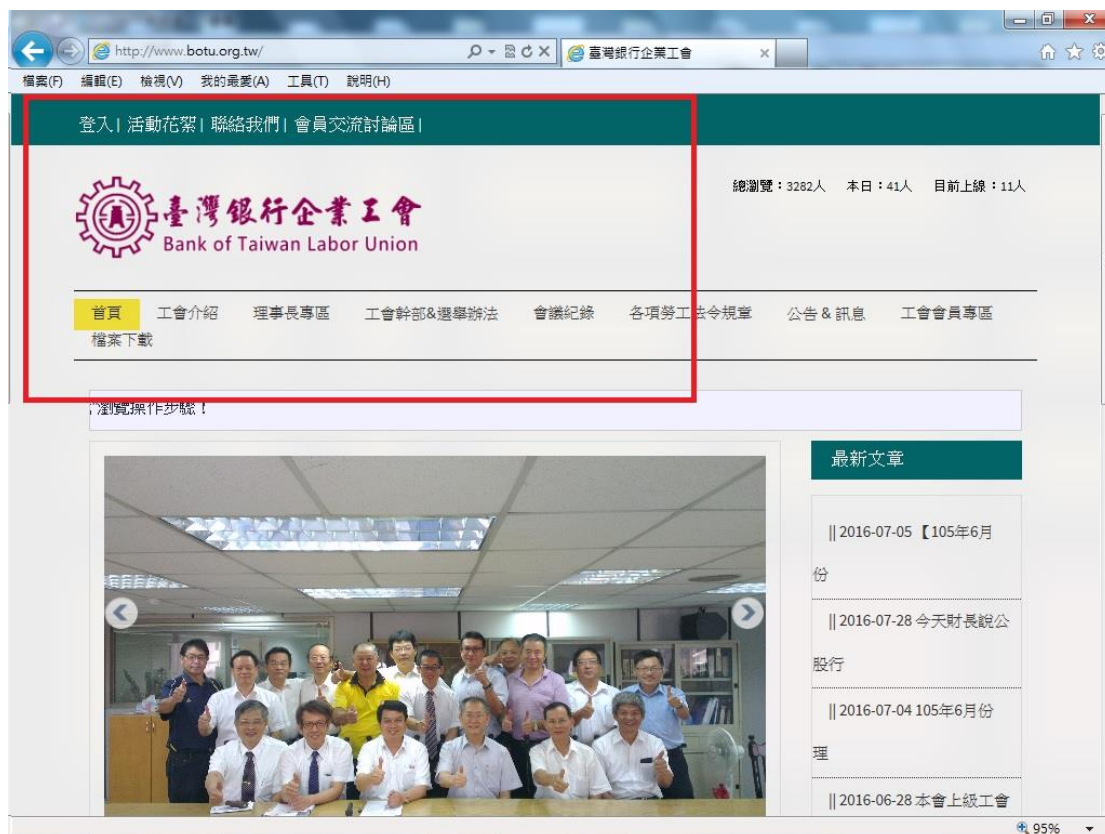 http://www.botu.org.tw/
臺灣銀行企業工會
檔案(F) 編輯(E) 檢視(V) 我的最愛(A) 工具(T) 說明(H)
登入| 活動花絮| 聯絡我們| 會員交流討論區|
總瀏覽：3282人 本日：41人 目前上線：11人
臺灣銀行企業工會
Bank of Taiwan Labor Union
首頁 工會介紹 理事長專區 工會幹部&選舉辦法 會議紀錄 各項勞工法令規章 公告 & 訊息 工會會員專區
檔案下載
瀏覽操作步驟！
最新文章
|| 2016-07-05 【105年6月
份
|| 2016-07-28 今天財長說公
股行
|| 2016-07-04 105年6月份
理
|| 2016-06-28 本會上級工會
95%